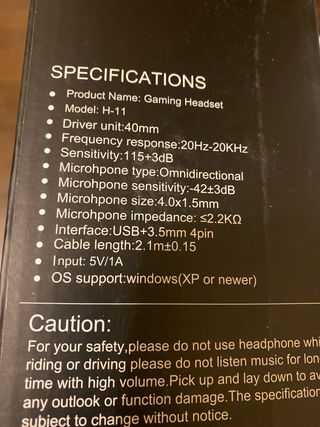 SPECIFICATIONS
Product Name: Gaming Headset
Model: H-11
Driver unit:40mm
Frequency response:20Hz-20KHz
Sensitivity:115+3dB
Microhpone type:Omnidirectional
Microhpone sensitivity:-42±3dB
Microhpone size:4.0x1.5mm
Microhpone impedance: ≤2.2KΩ
Interface:USB+3.5mm 4pin
Cable length:2.1m±0.15
Input: 5V/1A
OS support:windows(XP or newer)
Caution:
For your safety,please do not use headphone whi
riding or driving please do not listen music for lon
time with high volume.Pick up and lay down to av
any outlook or function damage.The specification
subject to change without notice.